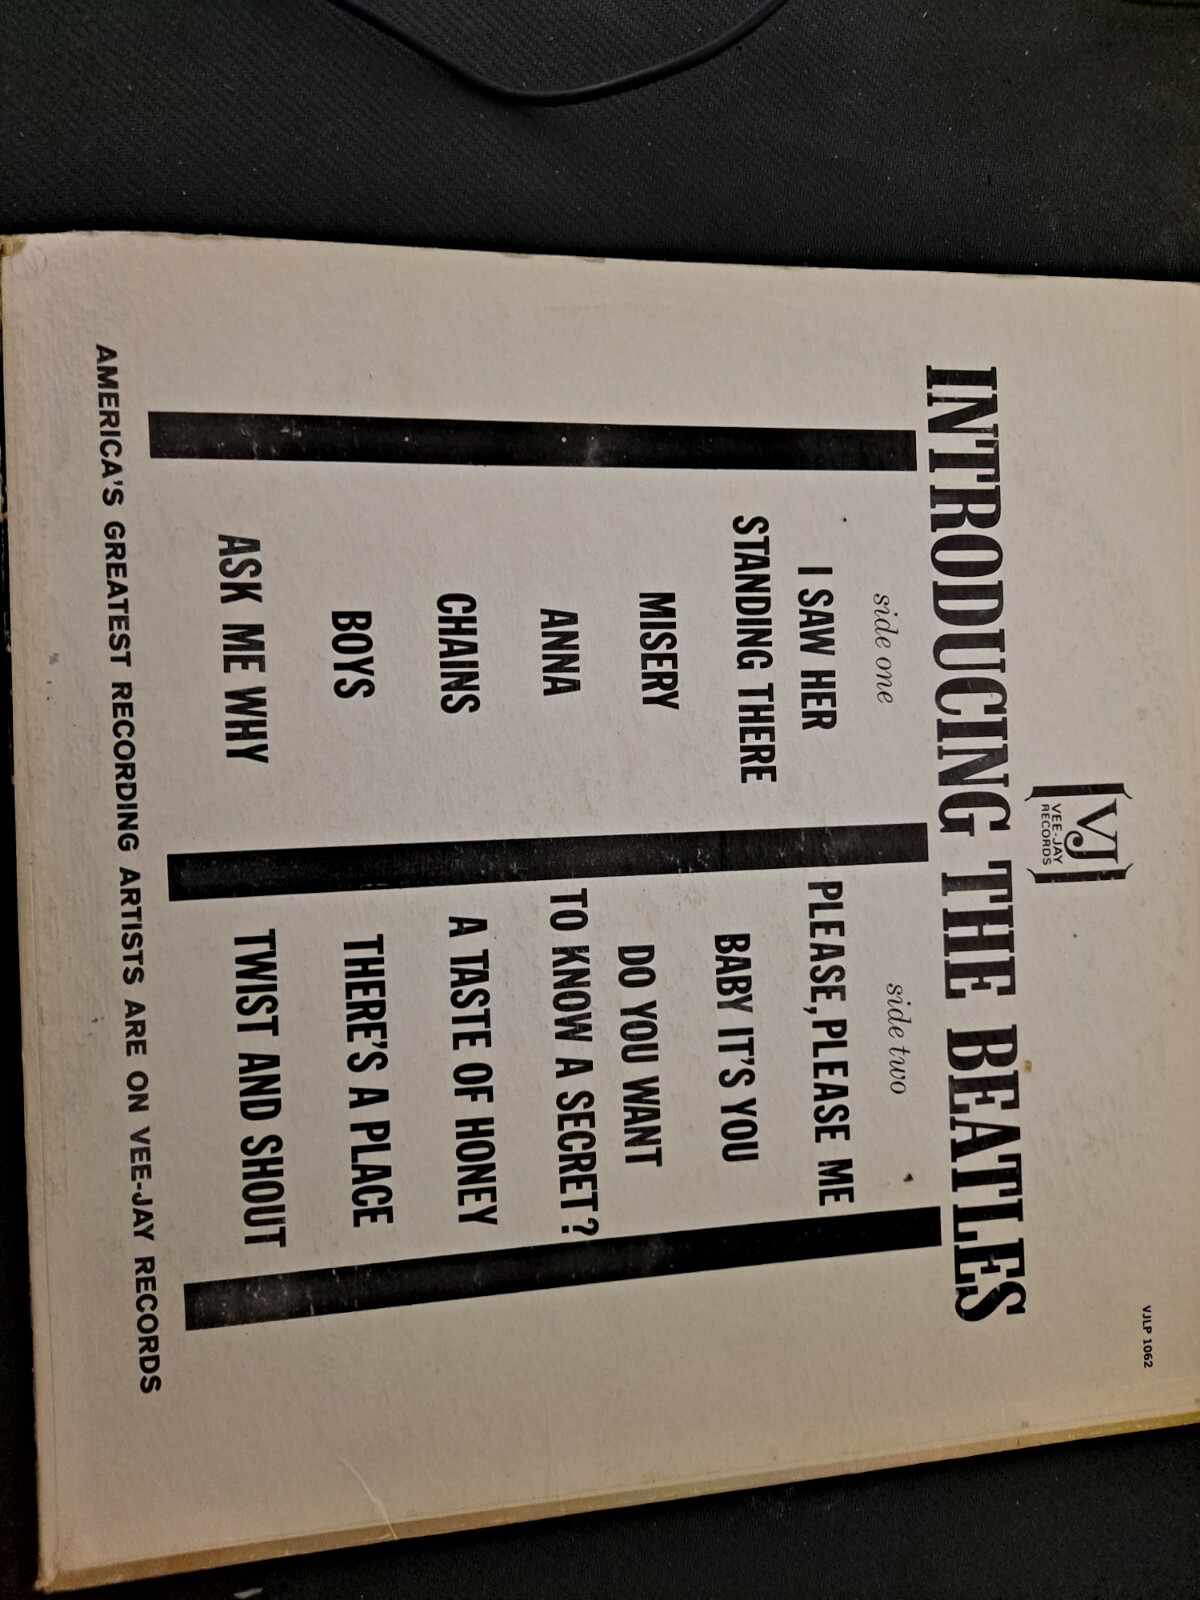 VJ
VEE-JAY
RECORDS
VJLP 1062
INTRODUCING THE BEATLES
side one
I SAW HER
STANDING THERE
MISERY
ANNA
CHAINS
BOYS
ASK ME WHY
side two
PLEASE, PLEASE ME
BABY IT'S YOU
DO YOU WANT
TO KNOW A SECRET?
A TASTE OF HONEY
THERE'S A PLACE
TWIST AND SHOUT
AMERICA'S GREATEST RECORDING ARTISTS ARE ON VEE-JAY RECORDS